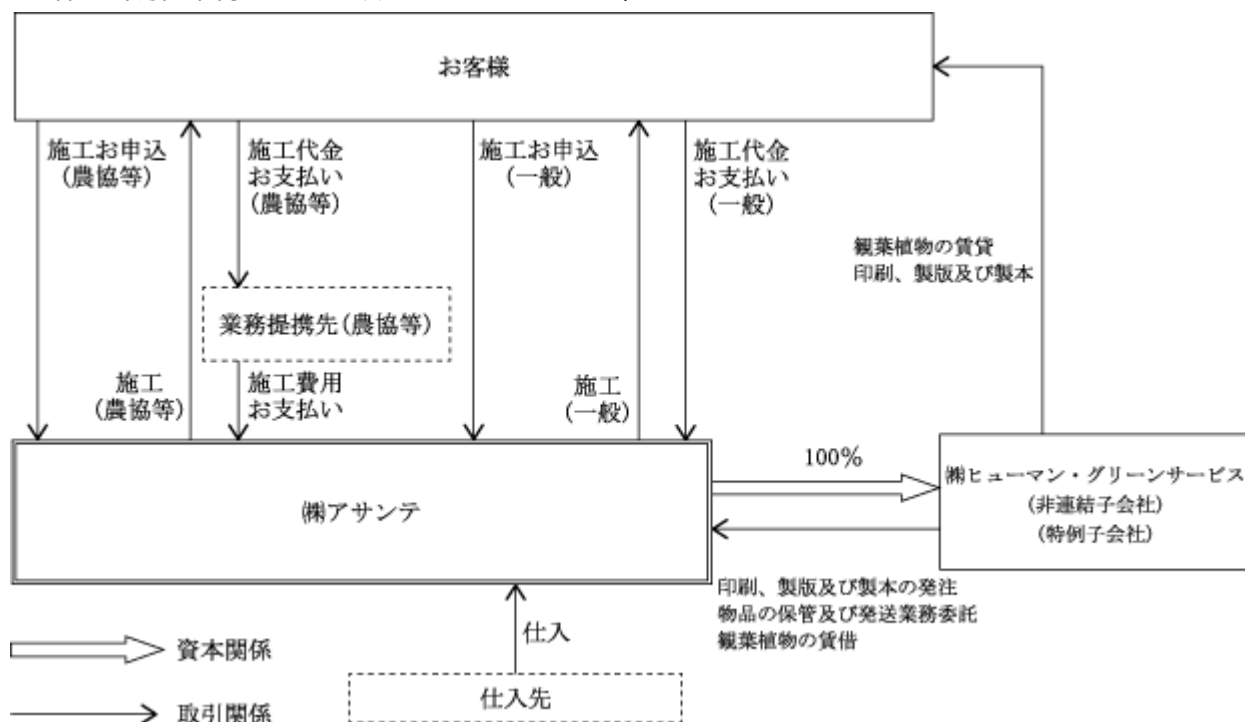 お客様
施工お申込
(農協等)
施工代金
お支払い
(農協等)
施工お申込
(一般)
施工代金
お支払い
(一般)
観葉植物の賃貸
印刷、製版及び製本
業務提携先(農協等)
施工
(農協等)
施工費用
お支払い
施工
(一般)
㈱アサンテ
100%
㈱ヒューマン・グリーンサービス
(非連結子会社)
(特例子会社)
印刷、製版及び製本の発注
物品の保管及び発送業務委託
観葉植物の賃借
仕入
仕入先
資本関係
取引関係